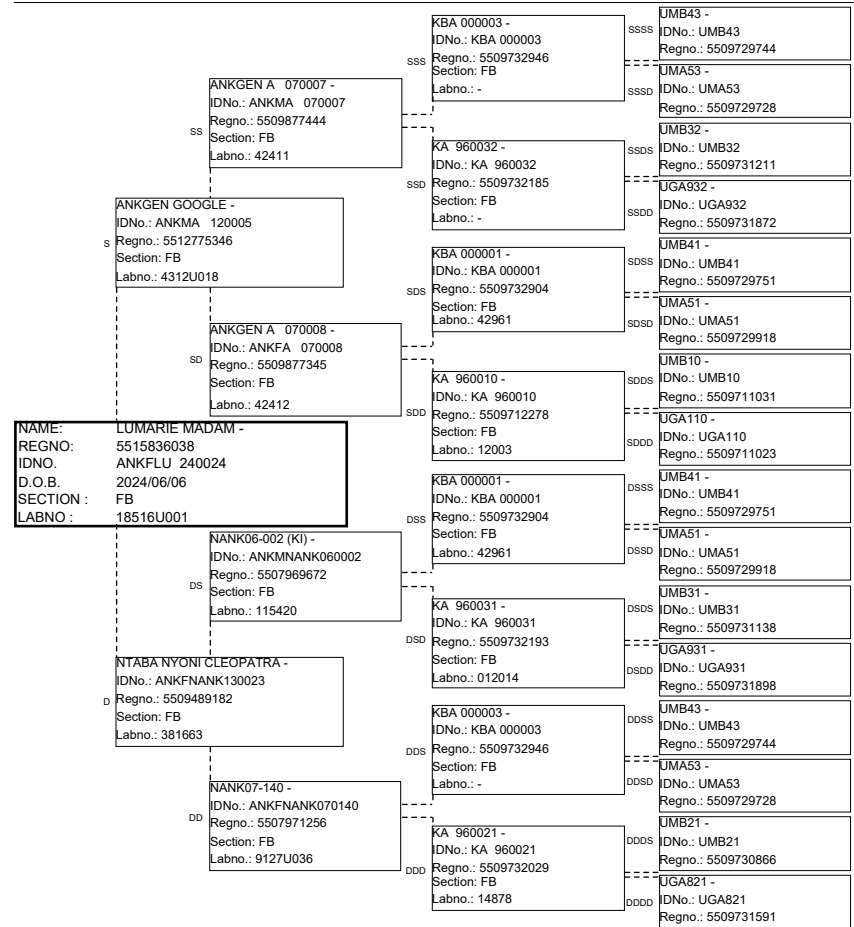 NAME: LUMARIE MADAM -
REGNO: 5515836038
IDNO. ANKFLU 240024
D.O.B. 2024/06/06
SECTION : FB
LABNO : 18516U001
S
ANKGEN GOOGLE -
IDNo.: ANKMA 120005
Regno.: 5512775346
Section: FB
Labno.: 4312U018
D
NTABA NYONI CLEOPATRA -
IDNo.: ANKFNANK130023
Regno.: 5509489182
Section: FB
Labno.: 381663
SS
ANKGEN A 070007 -
IDNo.: ANKMA 070007
Regno.: 5509877444
Section: FB
Labno.: 42411
SD
ANKGEN A 070008 -
IDNo.: ANKFA 070008
Regno.: 5509877345
Section: FB
Labno.: 42412
DS
NANK06-002 (KI) -
IDNo.: ANKMNANK060002
Regno.: 5507969672
Section: FB
Labno.: 115420
DD
NANK07-140 -
IDNo.: ANKFNANK070140
Regno.: 5507971256
Section: FB
Labno.: 9127U036
SSS
KBA 000003 -
IDNo.: KBA 000003
Regno.: 5509732946
Section: FB
Labno.: -
SSD
KA 960032 -
IDNo.: KA 960032
Regno.: 5509732185
Section: FB
Labno.: -
SDS
KBA 000001 -
IDNo.: KBA 000001
Regno.: 5509732904
Section: FB
Labno.: 42961
SDD
KA 960010 -
IDNo.: KA 960010
Regno.: 5509712278
Section: FB
Labno.: 12003
DSS
KBA 000001 -
IDNo.: KBA 000001
Regno.: 5509732904
Section: FB
Labno.: 42961
DSD
KA 960031 -
IDNo.: KA 960031
Regno.: 5509732193
Section: FB
Labno.: 012014
DDS
KBA 000003 -
IDNo.: KBA 000003
Regno.: 5509732946
Section: FB
Labno.: -
DDD
KA 960021 -
IDNo.: KA 960021
Regno.: 5509732029
Section: FB
Labno.: 14878
SSSS
UMB43 -
IDNo.: UMB43
Regno.: 5509729744
SSSD
UMA53 -
IDNo.: UMA53
Regno.: 5509729728
SSDS
UMB32 -
IDNo.: UMB32
Regno.: 5509731211
SSDD
UGA932 -
IDNo.: UGA932
Regno.: 5509731872
SDSS
UMB41 -
IDNo.: UMB41
Regno.: 5509729751
SDSD
UMA51 -
IDNo.: UMA51
Regno.: 5509729918
SDDS
UMB10 -
IDNo.: UMB10
Regno.: 5509711031
SDDD
UGA110 -
IDNo.: UGA110
Regno.: 5509711023
DSSS
UMB41 -
IDNo.: UMB41
Regno.: 5509729751
DSSD
UMA51 -
IDNo.: UMA51
Regno.: 5509729918
DSDS
UMB31 -
IDNo.: UMB31
Regno.: 5509731138
DSDD
UGA931 -
IDNo.: UGA931
Regno.: 5509731898
DDSS
UMB43 -
IDNo.: UMB43
Regno.: 5509729744
DDSD
UMA53 -
IDNo.: UMA53
Regno.: 5509729728
DDDS
UMB21 -
IDNo.: UMB21
Regno.: 5509730866
DDDD
UGA821 -
IDNo.: UGA821
Regno.: 5509731591